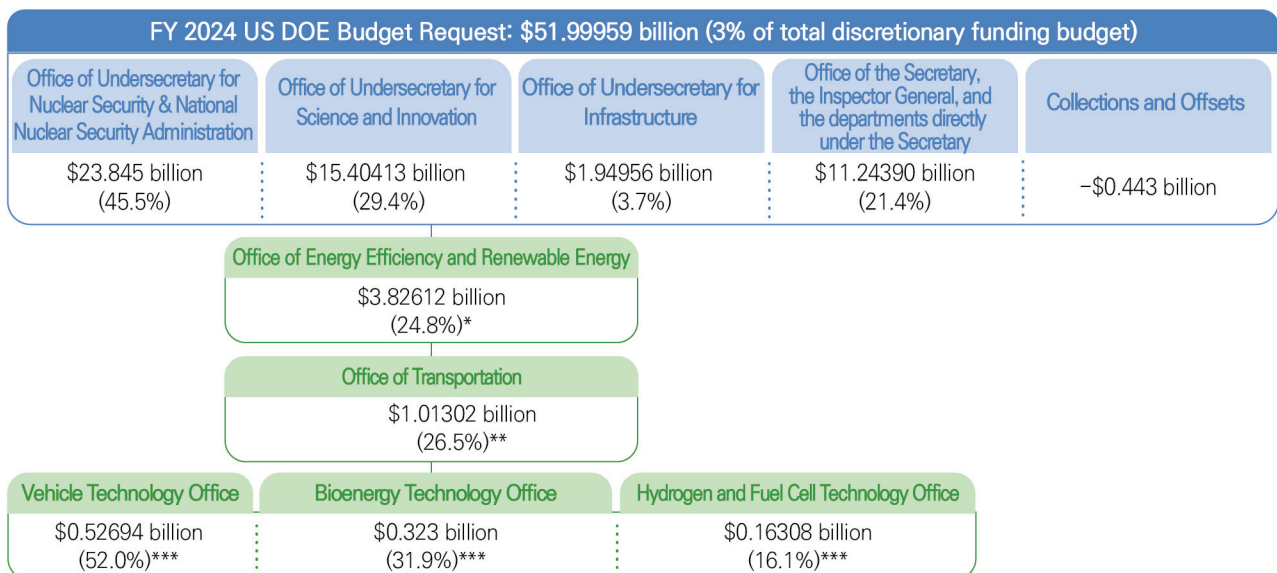 FY 2024 US DOE Budget Request: $51.99959 billion (3% of total discretionary funding budget)
Office of Undersecretary for
Nuclear Security & National
Nuclear Security Administration
$23.845 billion
(45.5%)
Office of Undersecretary for
Science and Innovation
$15.40413 billion
(29.4%)
Office of Undersecretary for
Infrastructure
$1.94956 billion
(3.7%)
Office of the Secretary,
the Inspector General, and
the departments directly
under the Secretary
$11.24390 billion
(21.4%)
Collections and Offsets
−$0.443 billion
Office of Energy Efficiency and Renewable Energy
$3.82612 billion
(24.8%)*
Office of Transportation
$1.01302 billion
(26.5%)**
Vehicle Technology Office
$0.52694 billion
(52.0%)***
Bioenergy Technology Office
$0.323 billion
(31.9%)***
Hydrogen and Fuel Cell Technology Office
$0.16308 billion
(16.1%)***